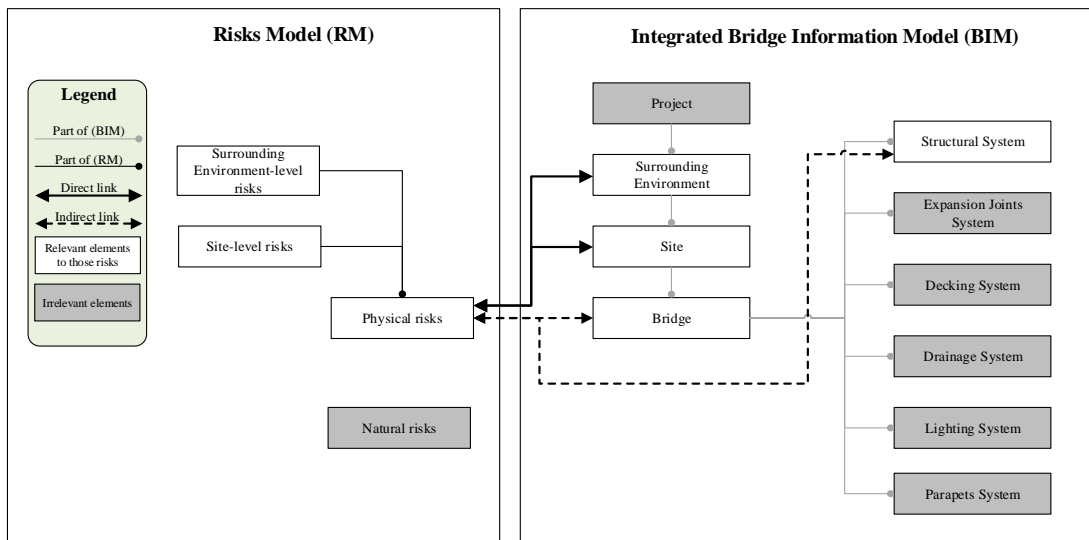 Risks Model (RM)
Legend
Part of (BIM)
Part of (RM)
Direct link
Indirect link
Relevant elements
to those risks
Irrelevant elements
Surrounding
Environment-level
risks
Site-level risks
Physical risks
Natural risks
Integrated Bridge Information Model (BIM)
Project
Surrounding
Environment
Site
Bridge
Structural System
Expansion Joints
System
Decking System
Drainage System
Lighting System
Parapets System